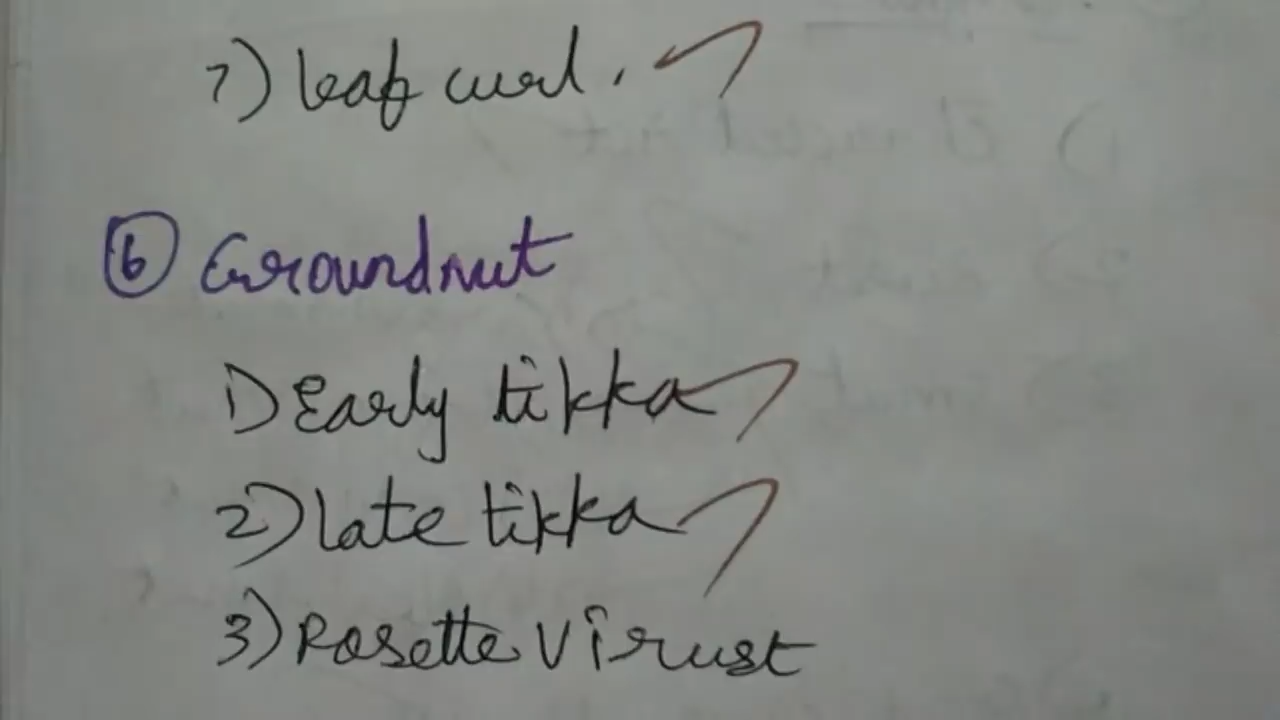 7) leaf curl.
6 Groundnut
1) Early tikka
2) late tikka
3) Rosette Virust